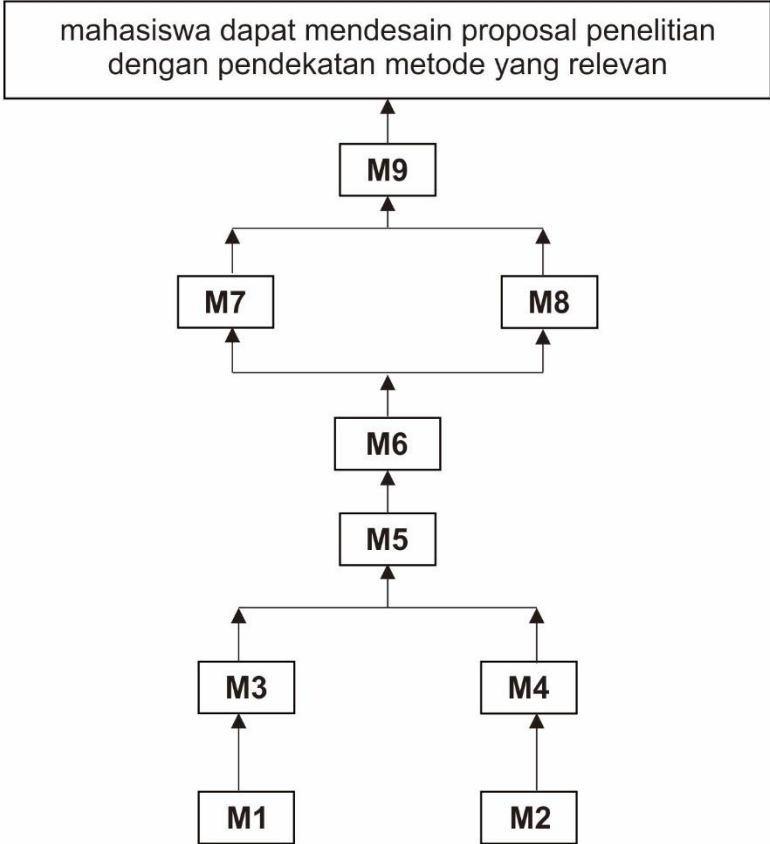 mahasiswa dapat mendesain proposal penelitian
dengan pendekatan metode yang relevan
M9
M7
M8
M6
M5
M3
M4
M1
M2